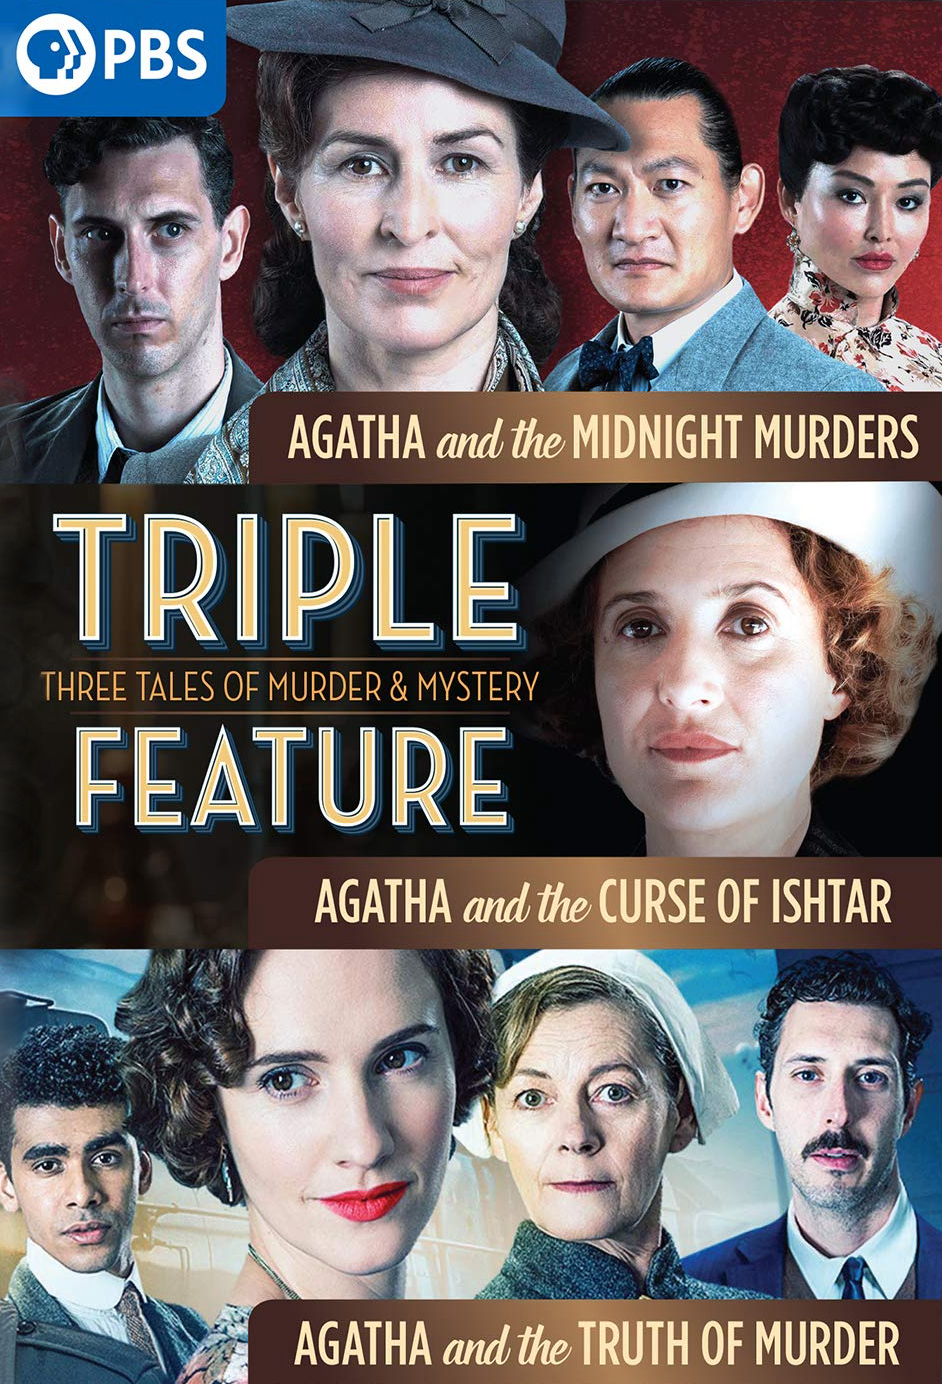 PBS
AGATHA and the MIDNIGHT MURDERS
TRIPLE
THREE TALES OF MURDER & MYSTERY
FEATURE
AGATHA and the CURSE OF ISHTAR
AGATHA and the TRUTH OF MURDER